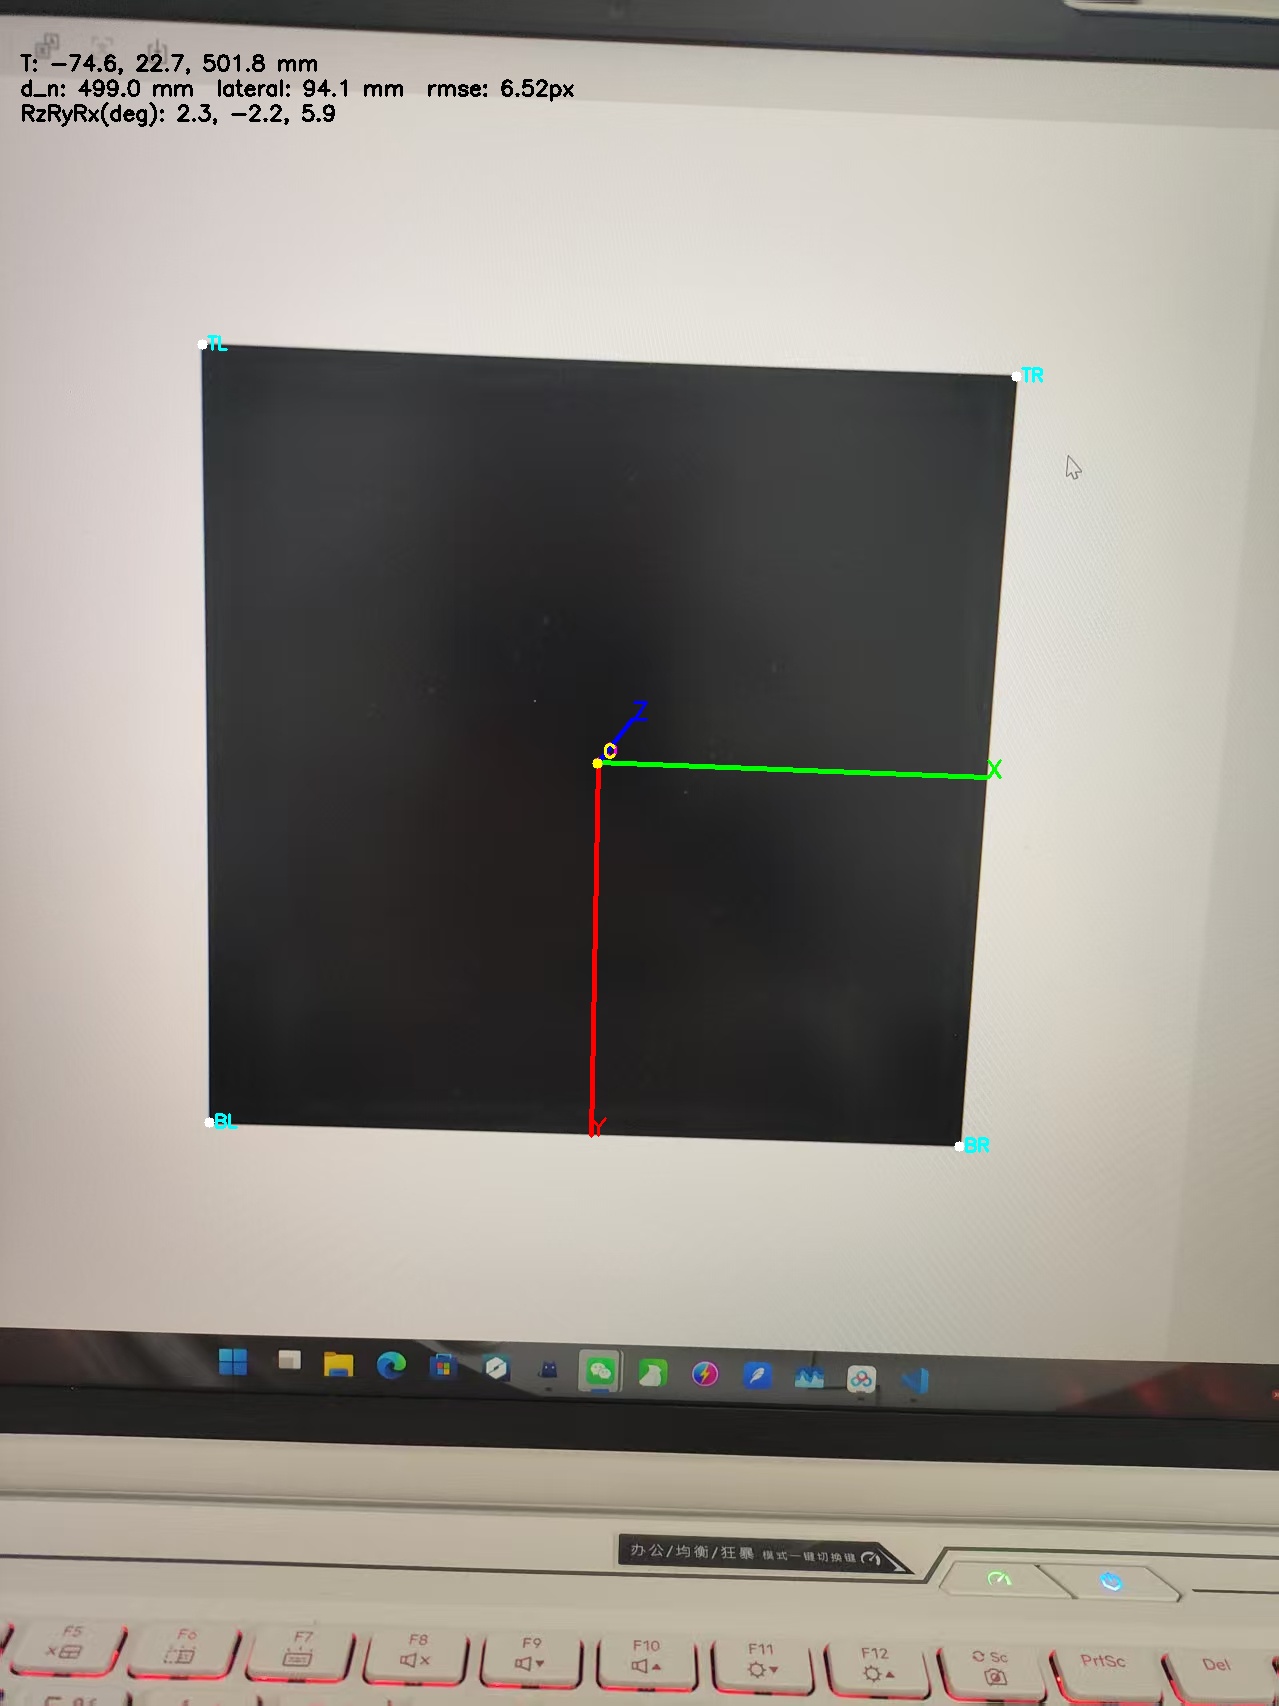 T: -74.6, 22.7, 501.8 mm
d_n: 499.0 mm lateral: 94.1 mm rmse: 6.52px
RzRyRx(deg): 2.3, -2.2, 5.9
TL
TR
Z
O
X
BL
Y
BR
办公/均衡/狂暴 模式一键切换键
F5
F6
F7
F8
F9
F10
F11
F12
Sc
PrtSc
Del